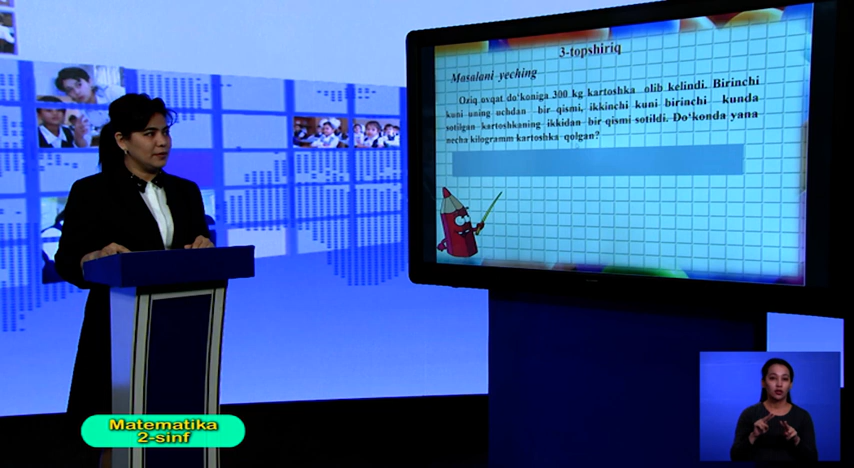 3-topshiriq
Masalani yeching
Oziq ovqat do‘koniga 300 kg kartoshka olib kelindi. Birinchi
kuni uning uchdan bir qismi, ikkinchi kuni birinchi kunda
sotilgan kartoshkaning ikkidan bir qismi sotildi. Do‘konda yana
necha kilogramm kartoshka qolgan?
Matematika
2-sinf